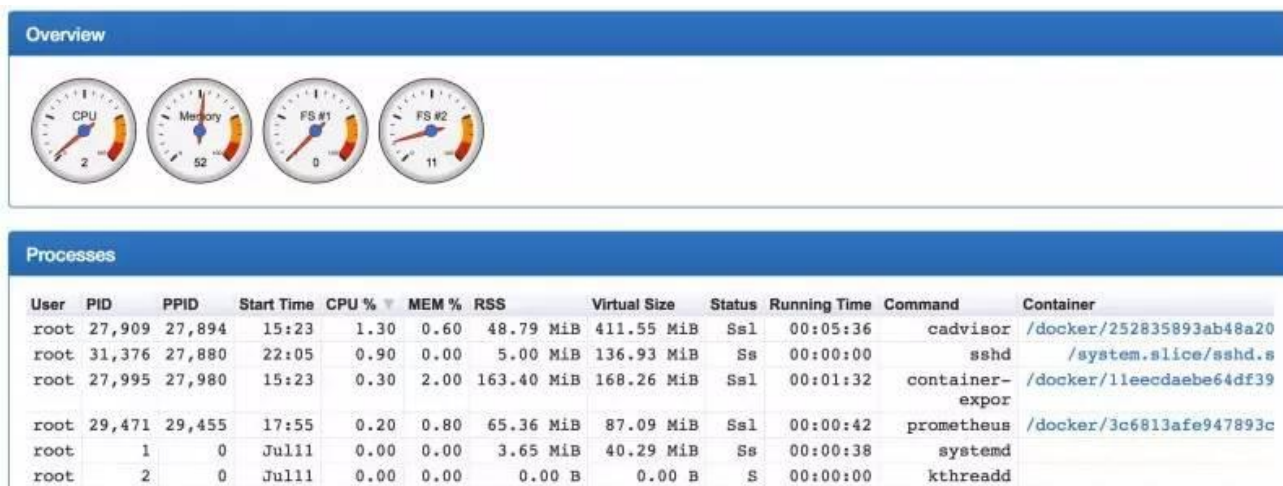 Overview
CPU Memory FS #1 FS #2
2 52 0 11
Processes
User PID PPID Start Time CPU % MEM % RSS Virtual Size Status Running Time Command Container
root 27,909 27,894 15:23 1.30 0.60 48.79 MiB 411.55 MiB Ssl 00:05:36 cadvisor /docker/252835893ab48a20
root 31,376 27,880 22:05 0.90 0.00 5.00 MiB 136.93 MiB Ss 00:00:00 sshd /system.slice/sshd.s
root 27,995 27,980 15:23 0.30 2.00 163.40 MiB 168.26 MiB Ssl 00:01:32 container- /docker/11eecdaebe64df39
expor
root 29,471 29,455 17:55 0.20 0.80 65.36 MiB 87.09 MiB Ssl 00:00:42 prometheus /docker/3c6813afe947893c
root 1 0 Jul11 0.00 0.00 3.65 MiB 40.29 MiB Ss 00:00:38 systemd
root 2 0 Jul11 0.00 0.00 0.00 B 0.00 B S 00:00:00 kthreadd